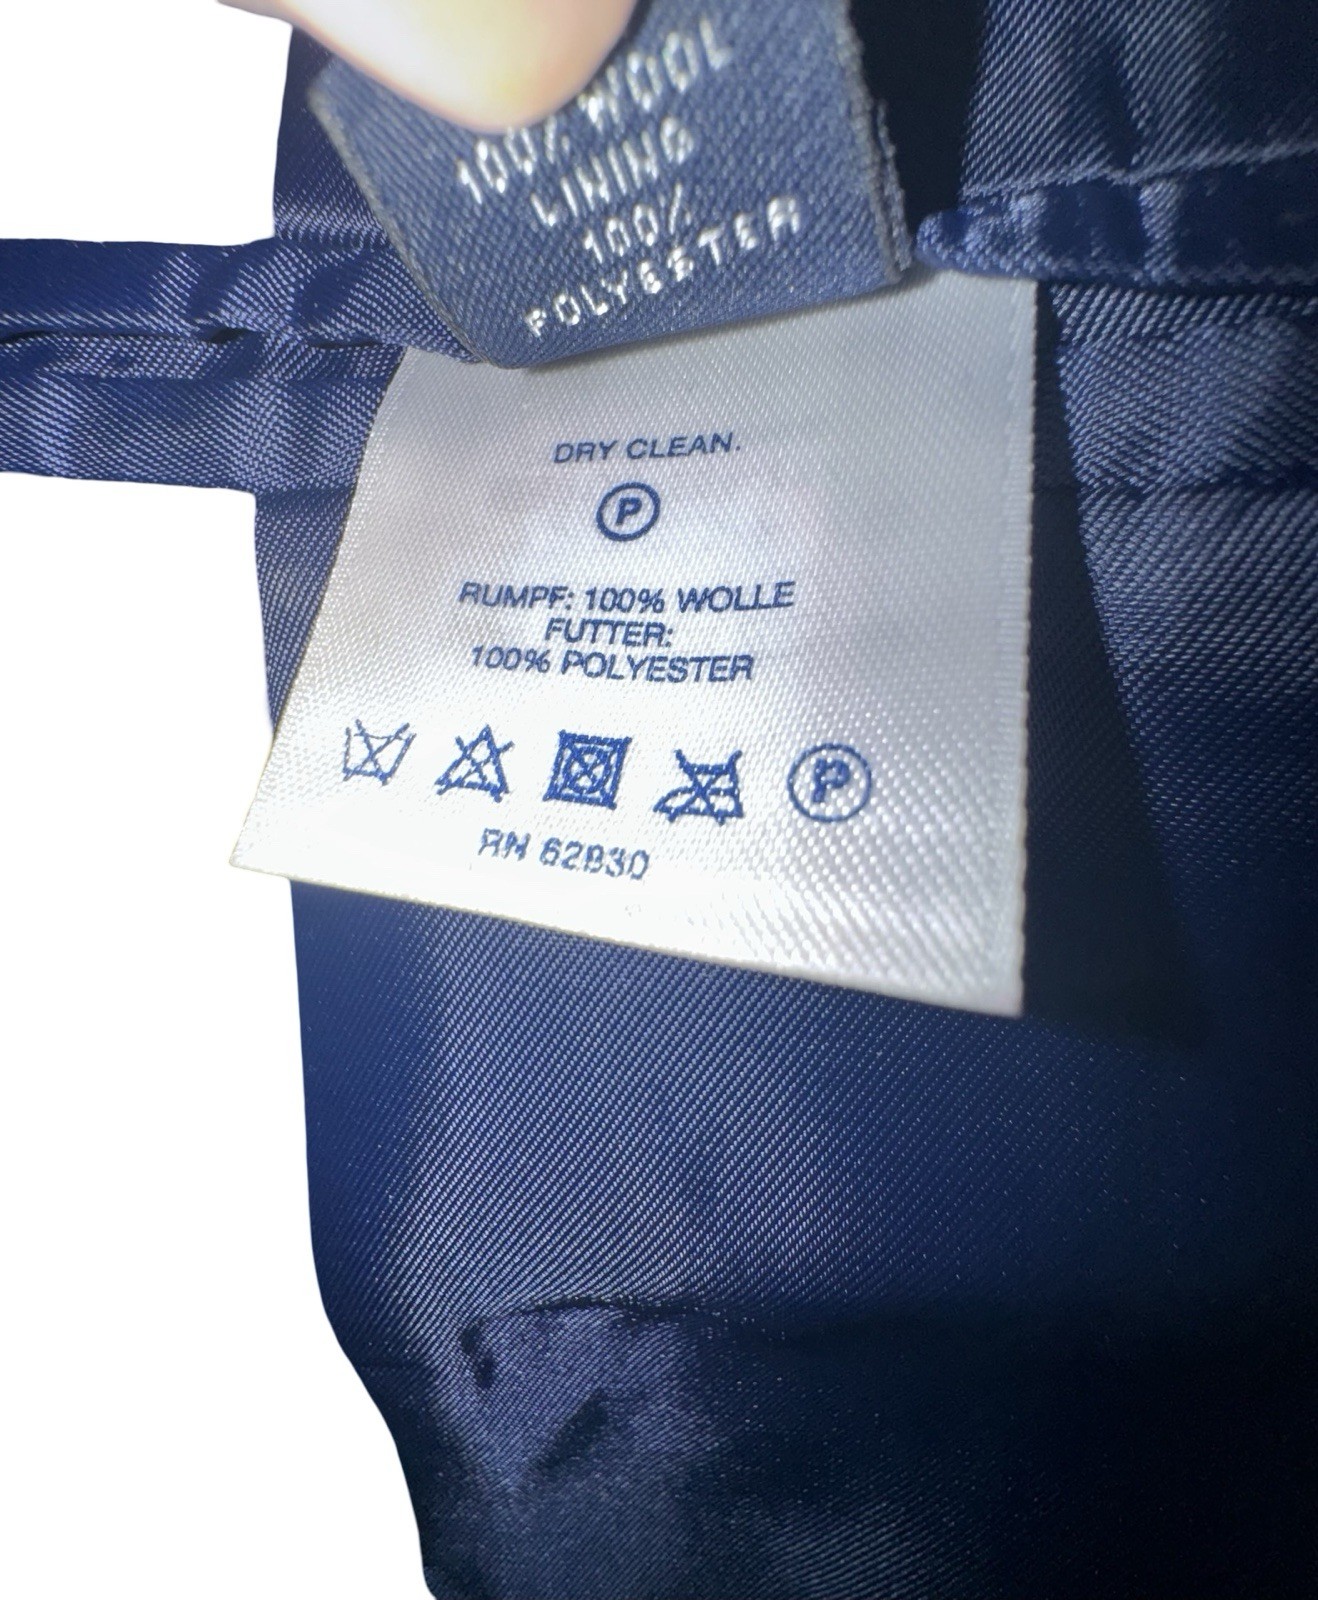 100% WOOL
LINING
100%
POLYESTER
DRY CLEAN.
P
RUMPF: 100% WOLLE
FUTTER:
100% POLYESTER
P
RN 62830